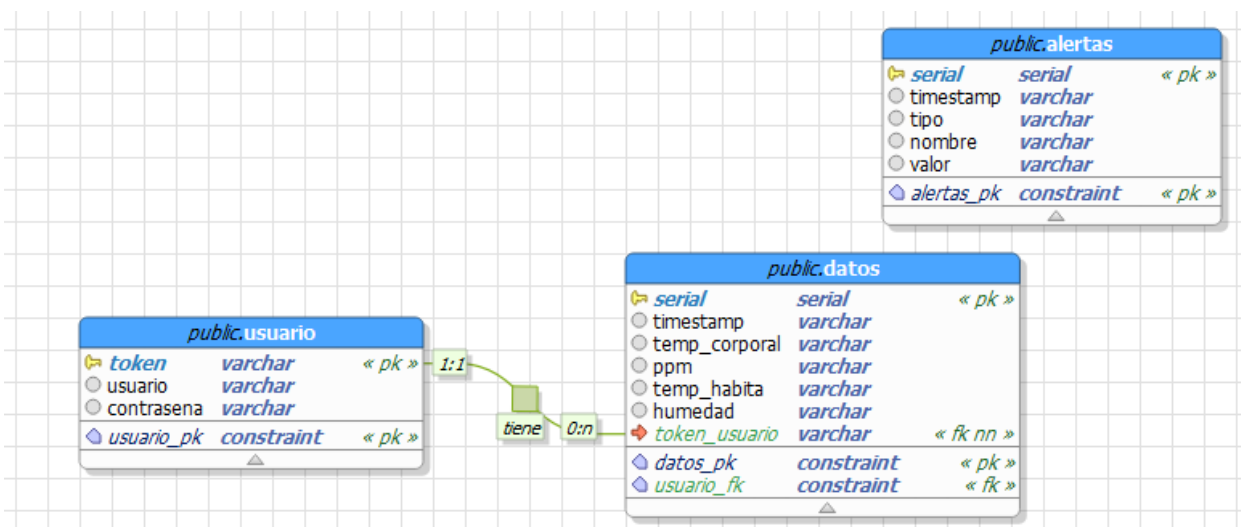 public.alertas
serial serial « pk »
timestamp varchar
tipo varchar
nombre varchar
valor varchar
alertas_pk constraint « pk »
public.datos
serial serial « pk »
timestamp varchar
temp_corporal varchar
ppm varchar
temp_habita varchar
humedad varchar
token_usuario varchar « fk nn »
datos_pk constraint « pk »
usuario_fk constraint « fk »
public.usuario
token varchar « pk »
usuario varchar
contrasena varchar
usuario_pk constraint « pk »
1:1
tiene
0:n